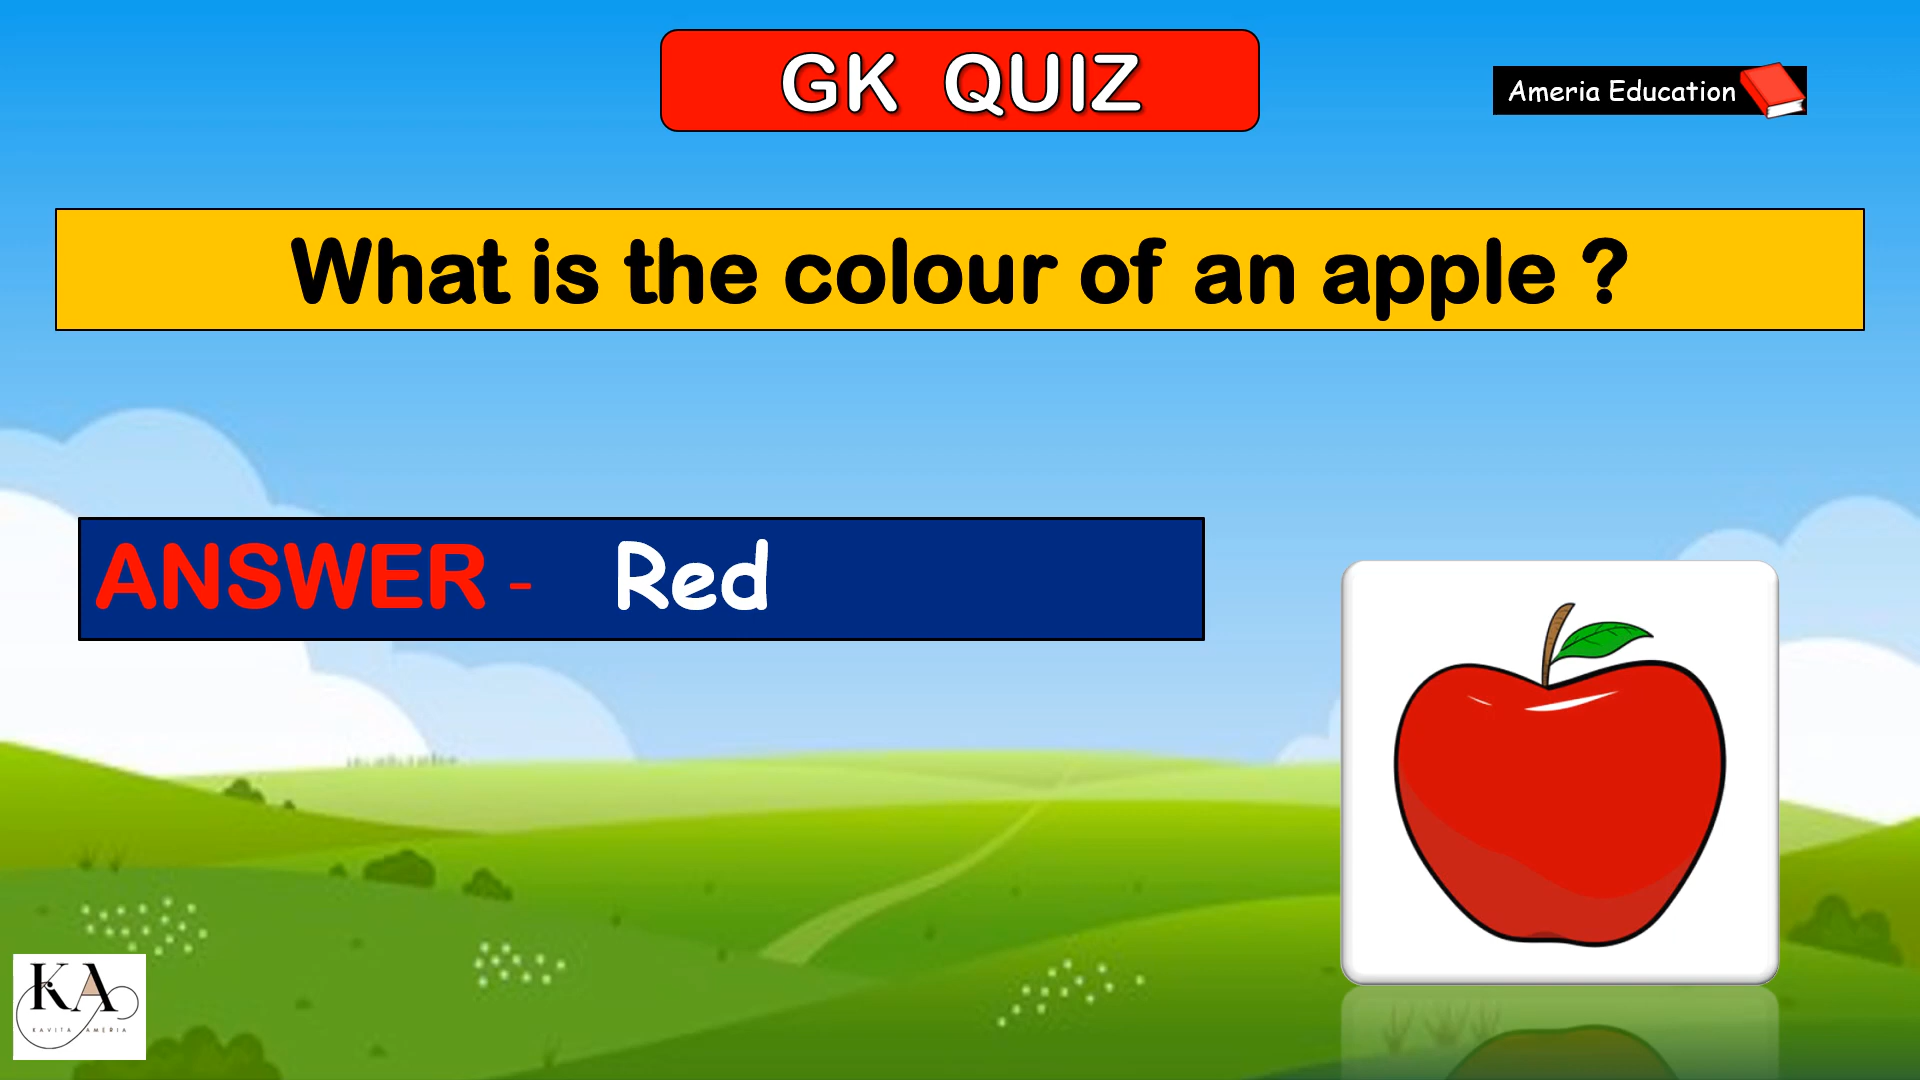 GK QUIZ
Ameria Education
What is the colour of an apple ?
ANSWER - Red
KA
KAVITA AMERIA